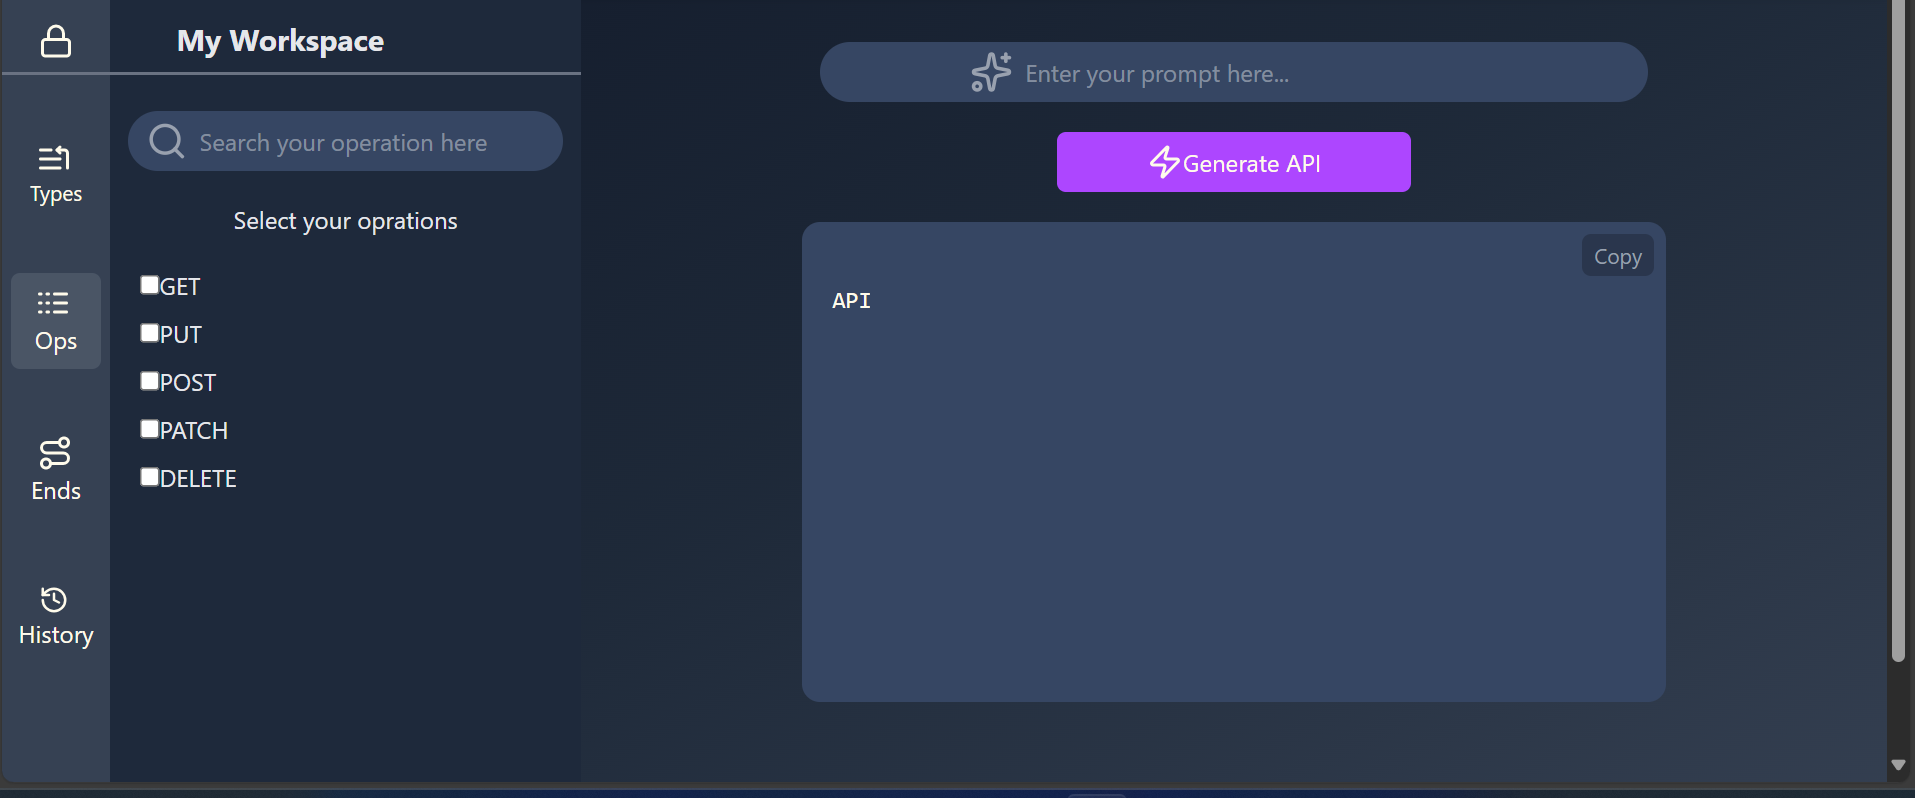 My Workspace
Types
Ops
Ends
History
Search your operation here
Select your oprations
GET
PUT
POST
PATCH
DELETE
Enter your prompt here...
Generate API
Copy
API